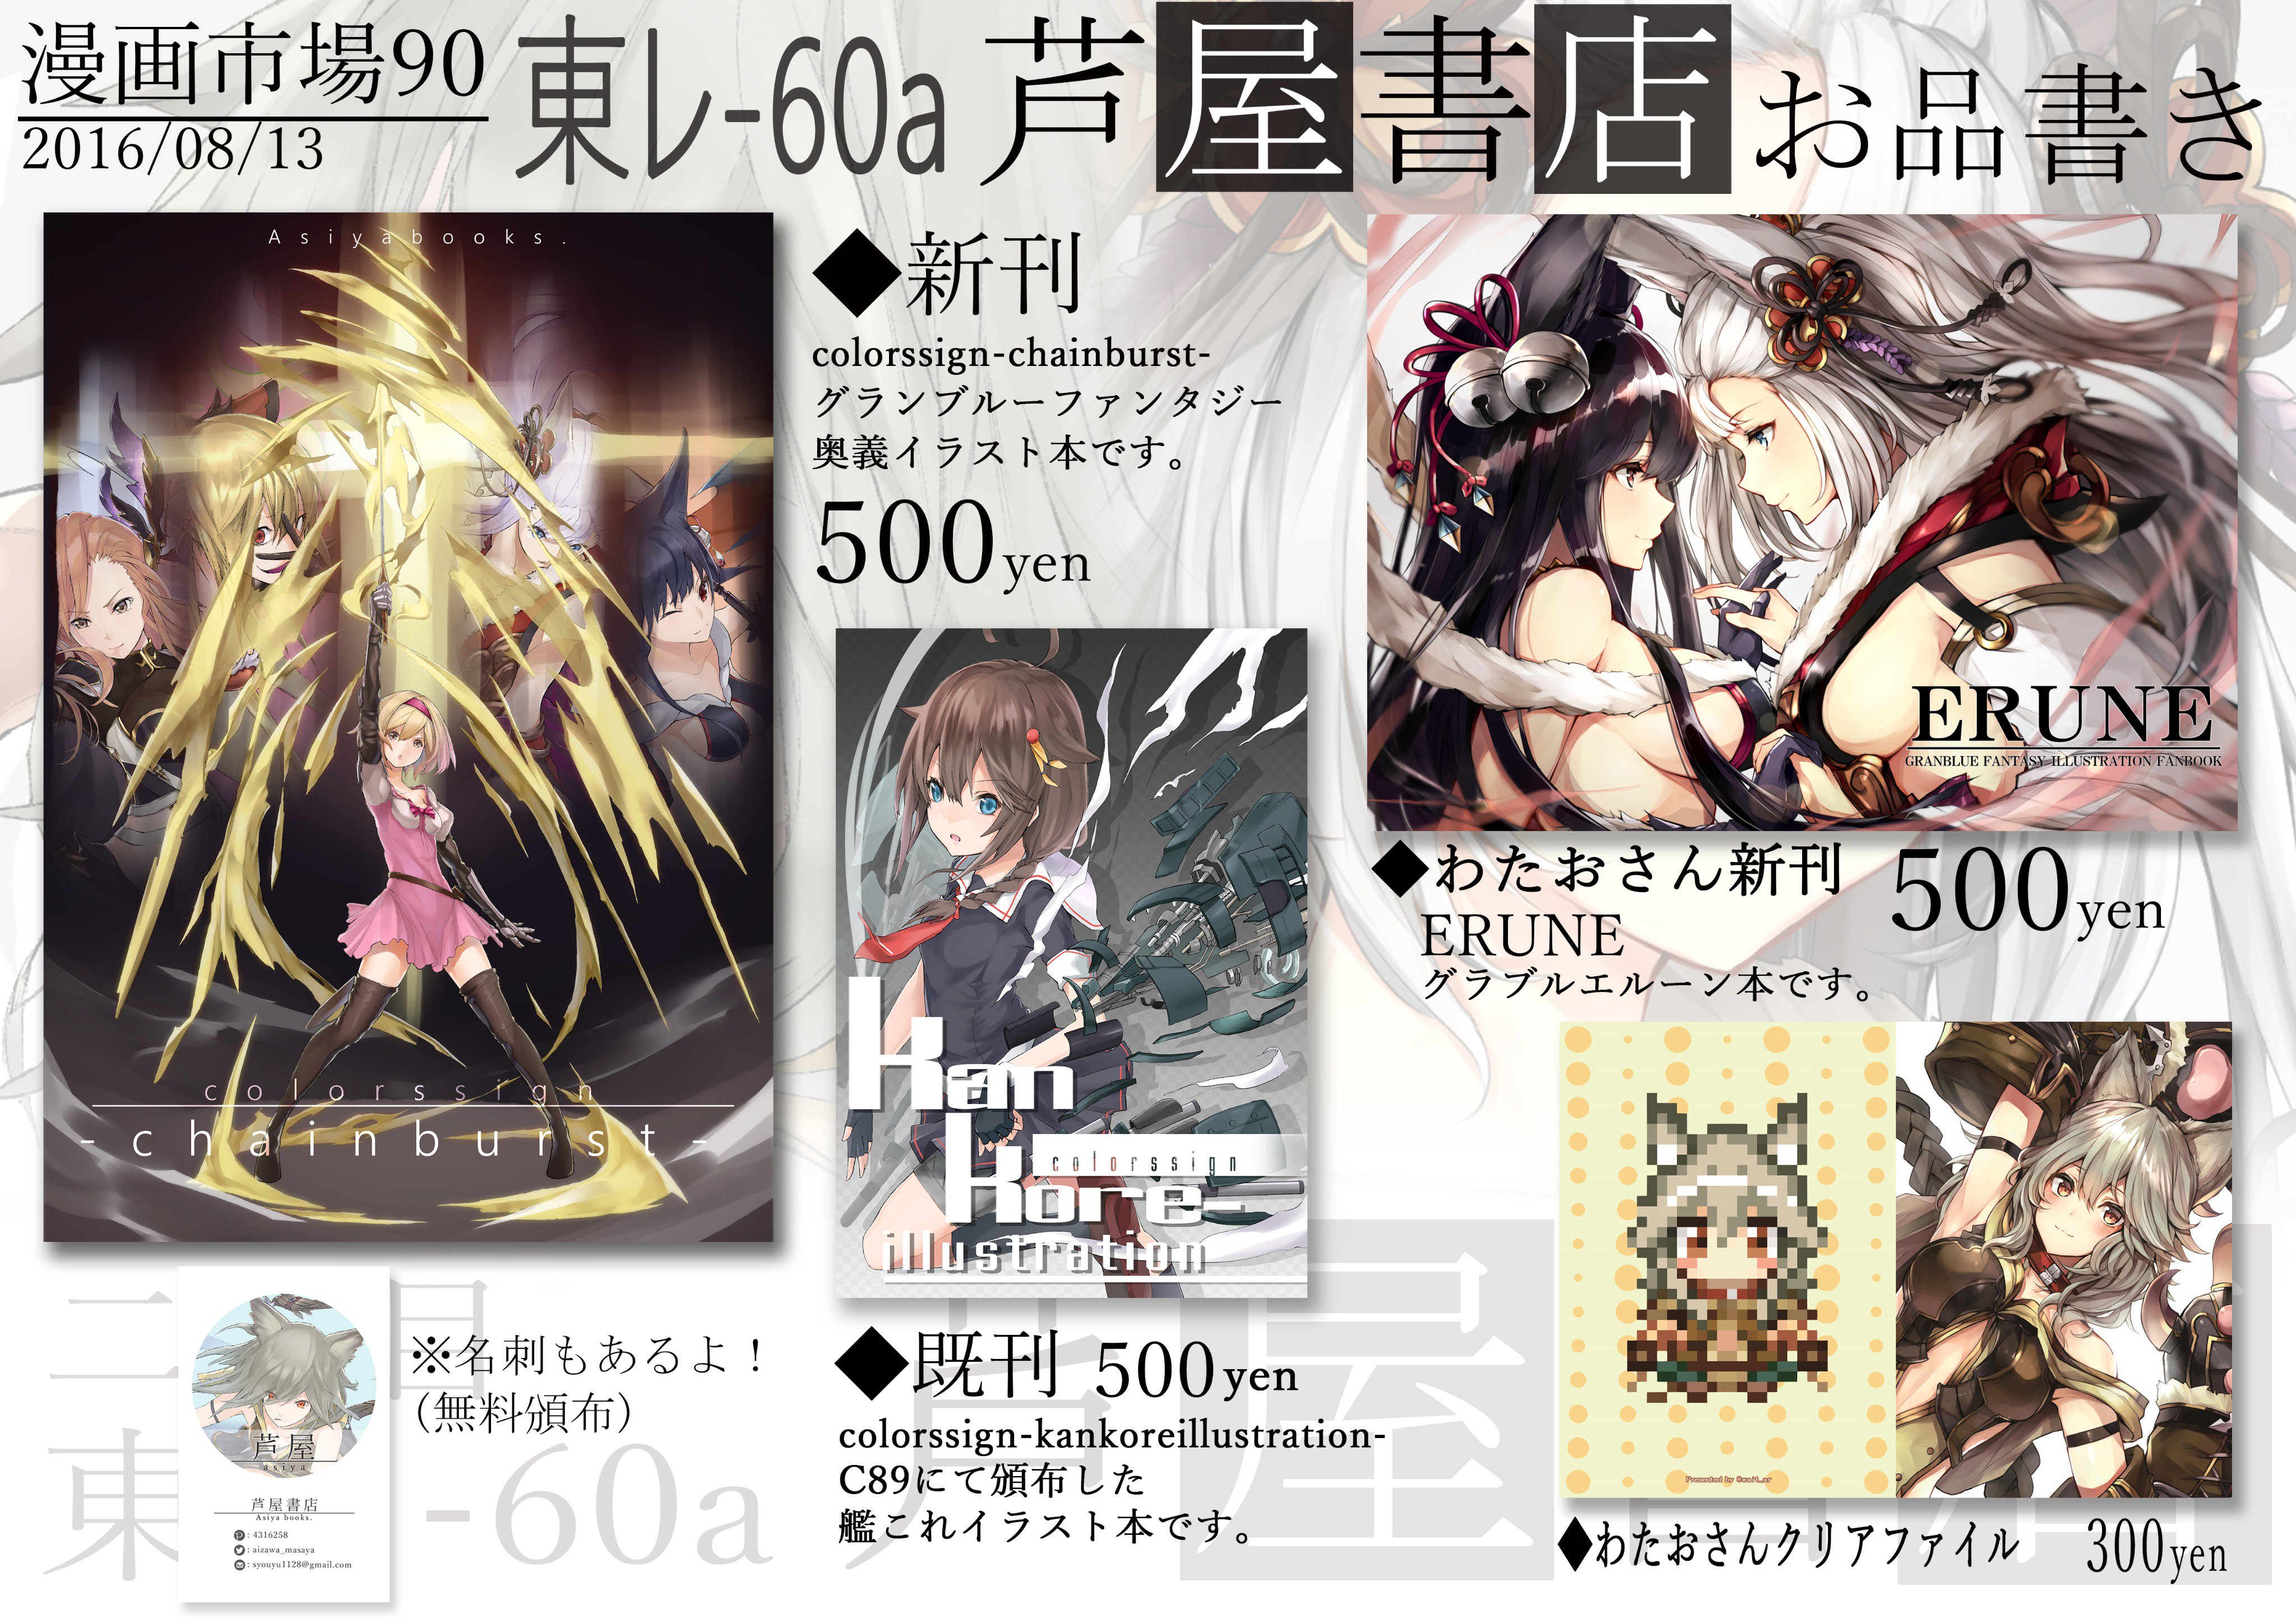 漫画市場90
2016/08/13
東レ-60a
芦屋書店
お品書き
Asiyabooks.
colorssign
-chainburst-
◆新刊
colorssign-chainburst-
グランブルーファンタジー
奥義イラスト本です。
500yen
Kan
colorssign
Kore-
illustration
◆既刊 500yen
colorssign-kankoreillustration-
C89にて頒布した
艦これイラスト本です。
ERUNE
GRANBLUE FANTASY ILLUSTRATION FANBOOK
◆わたおさん新刊 500yen
ERUNE
グラブルエルーン本です。
Presented by @wait_ar
◆わたおさんクリアファイル 300yen
芦屋
asiya
芦屋書店
Asiya books.
: 4316258
: aizawa_masaya
: syouyu1128@gmail.com
※名刺もあるよ！
（無料頒布）
二 日
東 -60a
芦屋